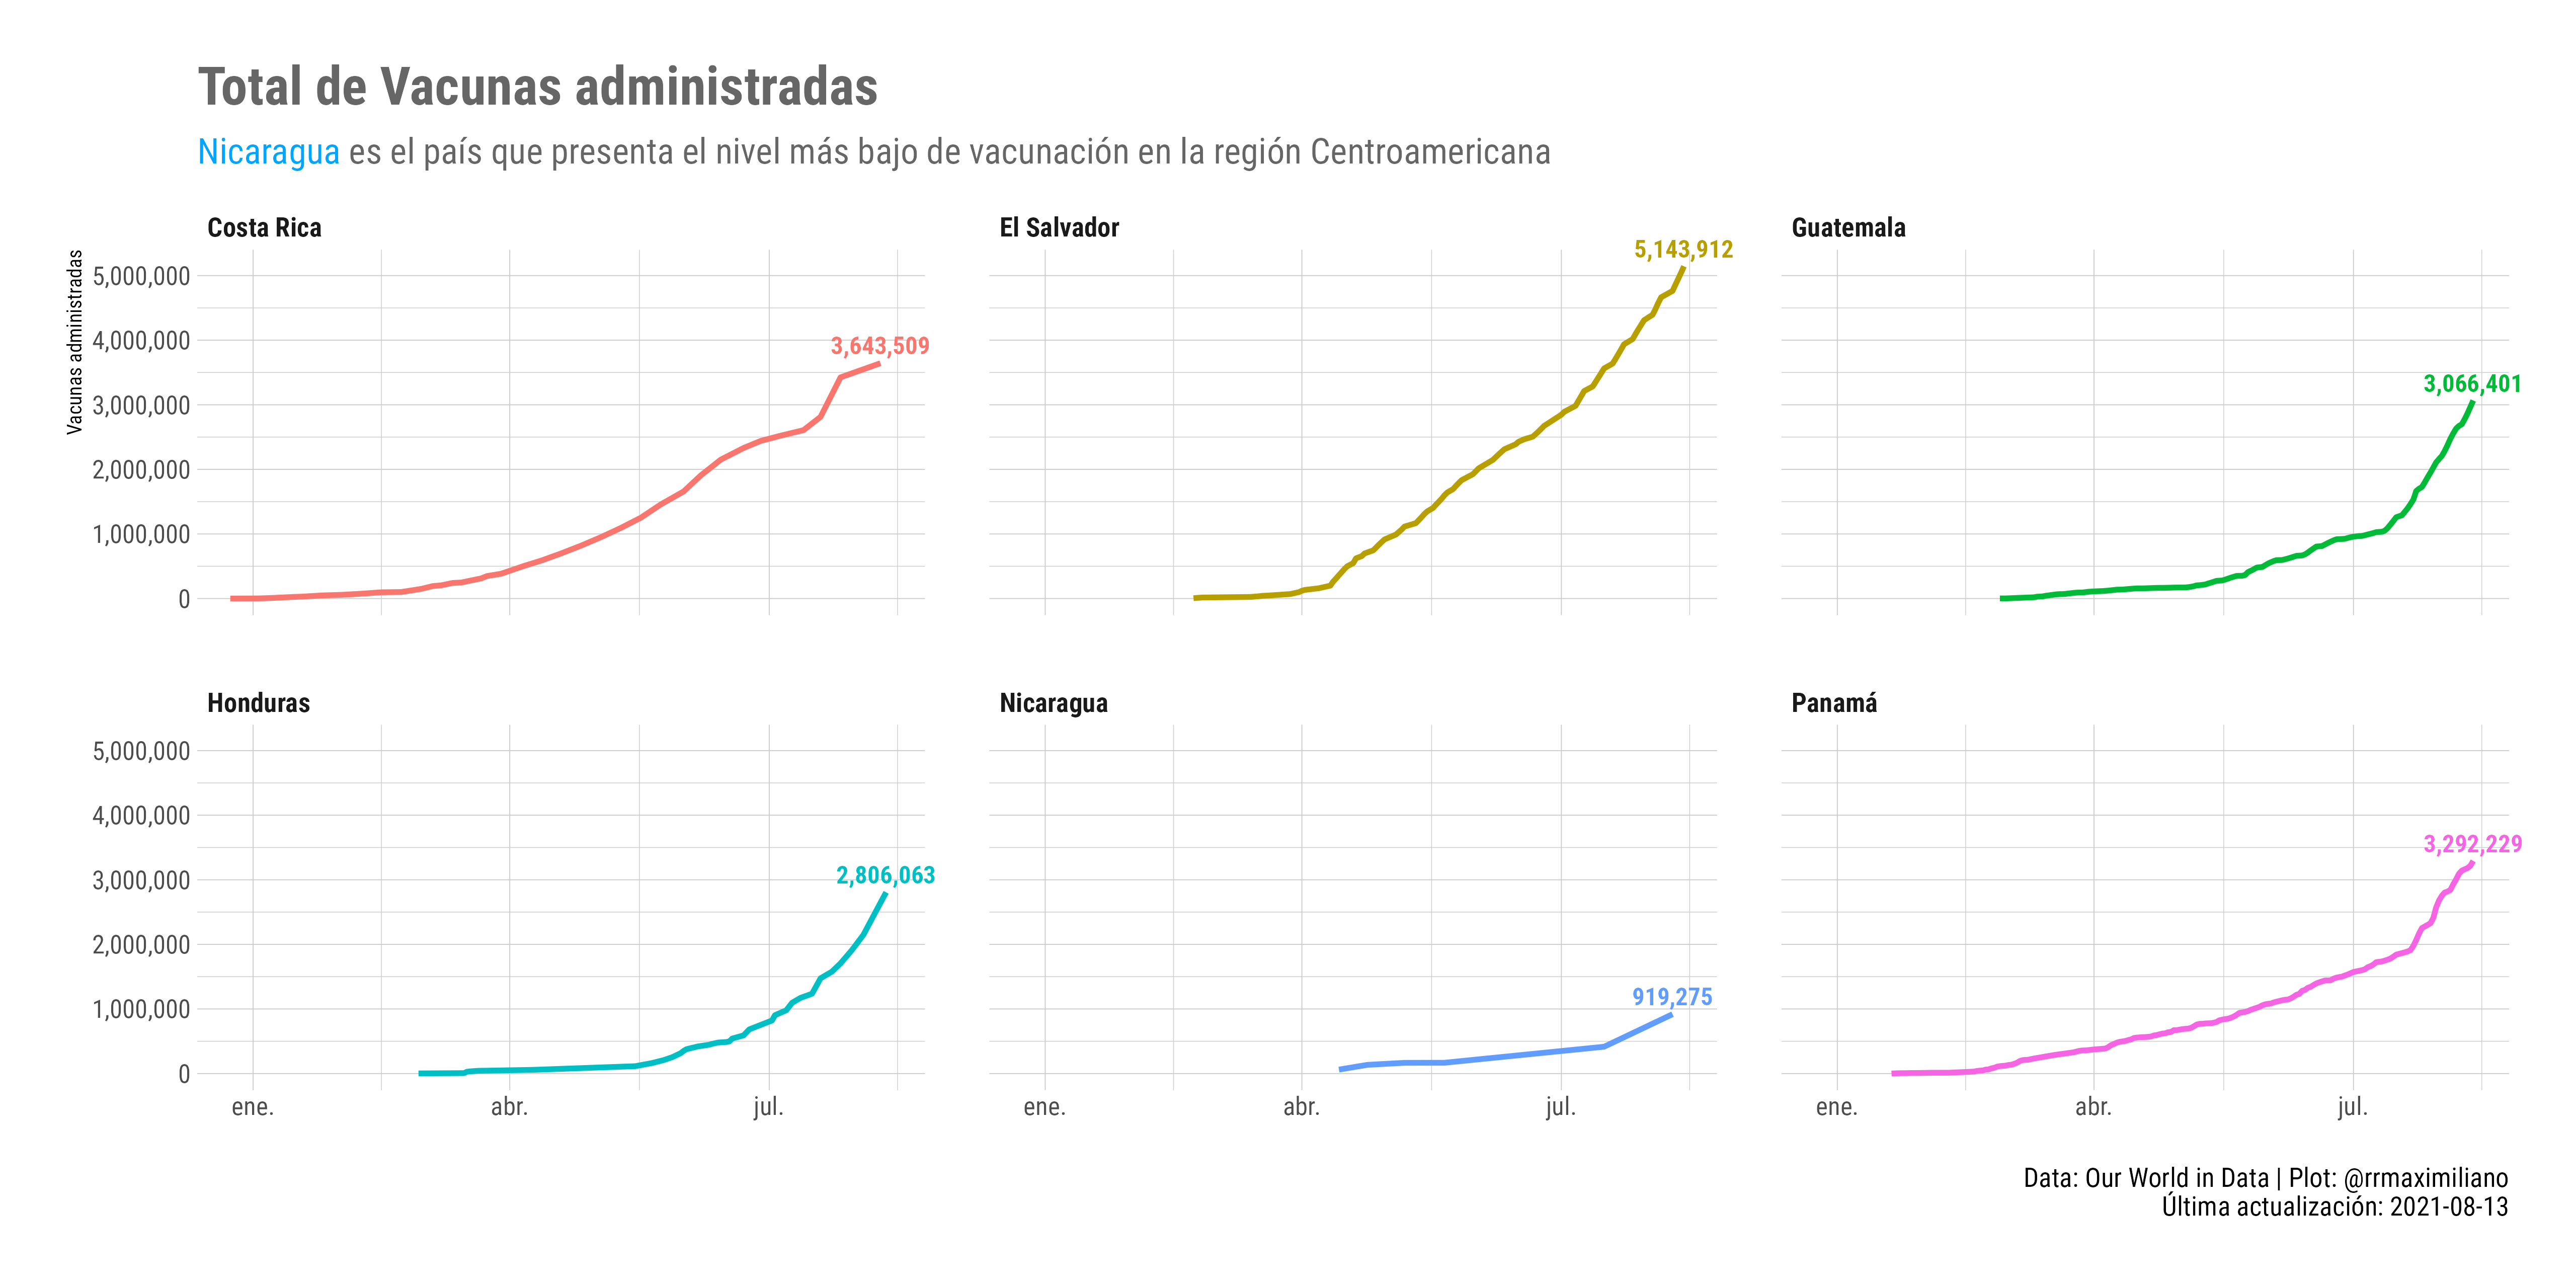 Total de Vacunas administradas
Nicaragua es el país que presenta el nivel más bajo de vacunación en la región Centroamericana
Costa Rica
El Salvador
Guatemala
Vacunas administradas
5,000,000
4,000,000
3,000,000
2,000,000
1,000,000
0
3,643,509
5,143,912
3,066,401
Honduras
Nicaragua
Panamá
5,000,000
4,000,000
3,000,000
2,000,000
1,000,000
0
2,806,063
919,275
3,292,229
ene.
abr.
jul.
ene.
abr.
jul.
ene.
abr.
jul.
Data: Our World in Data | Plot: @rrmaximiliano
Última actualización: 2021-08-13